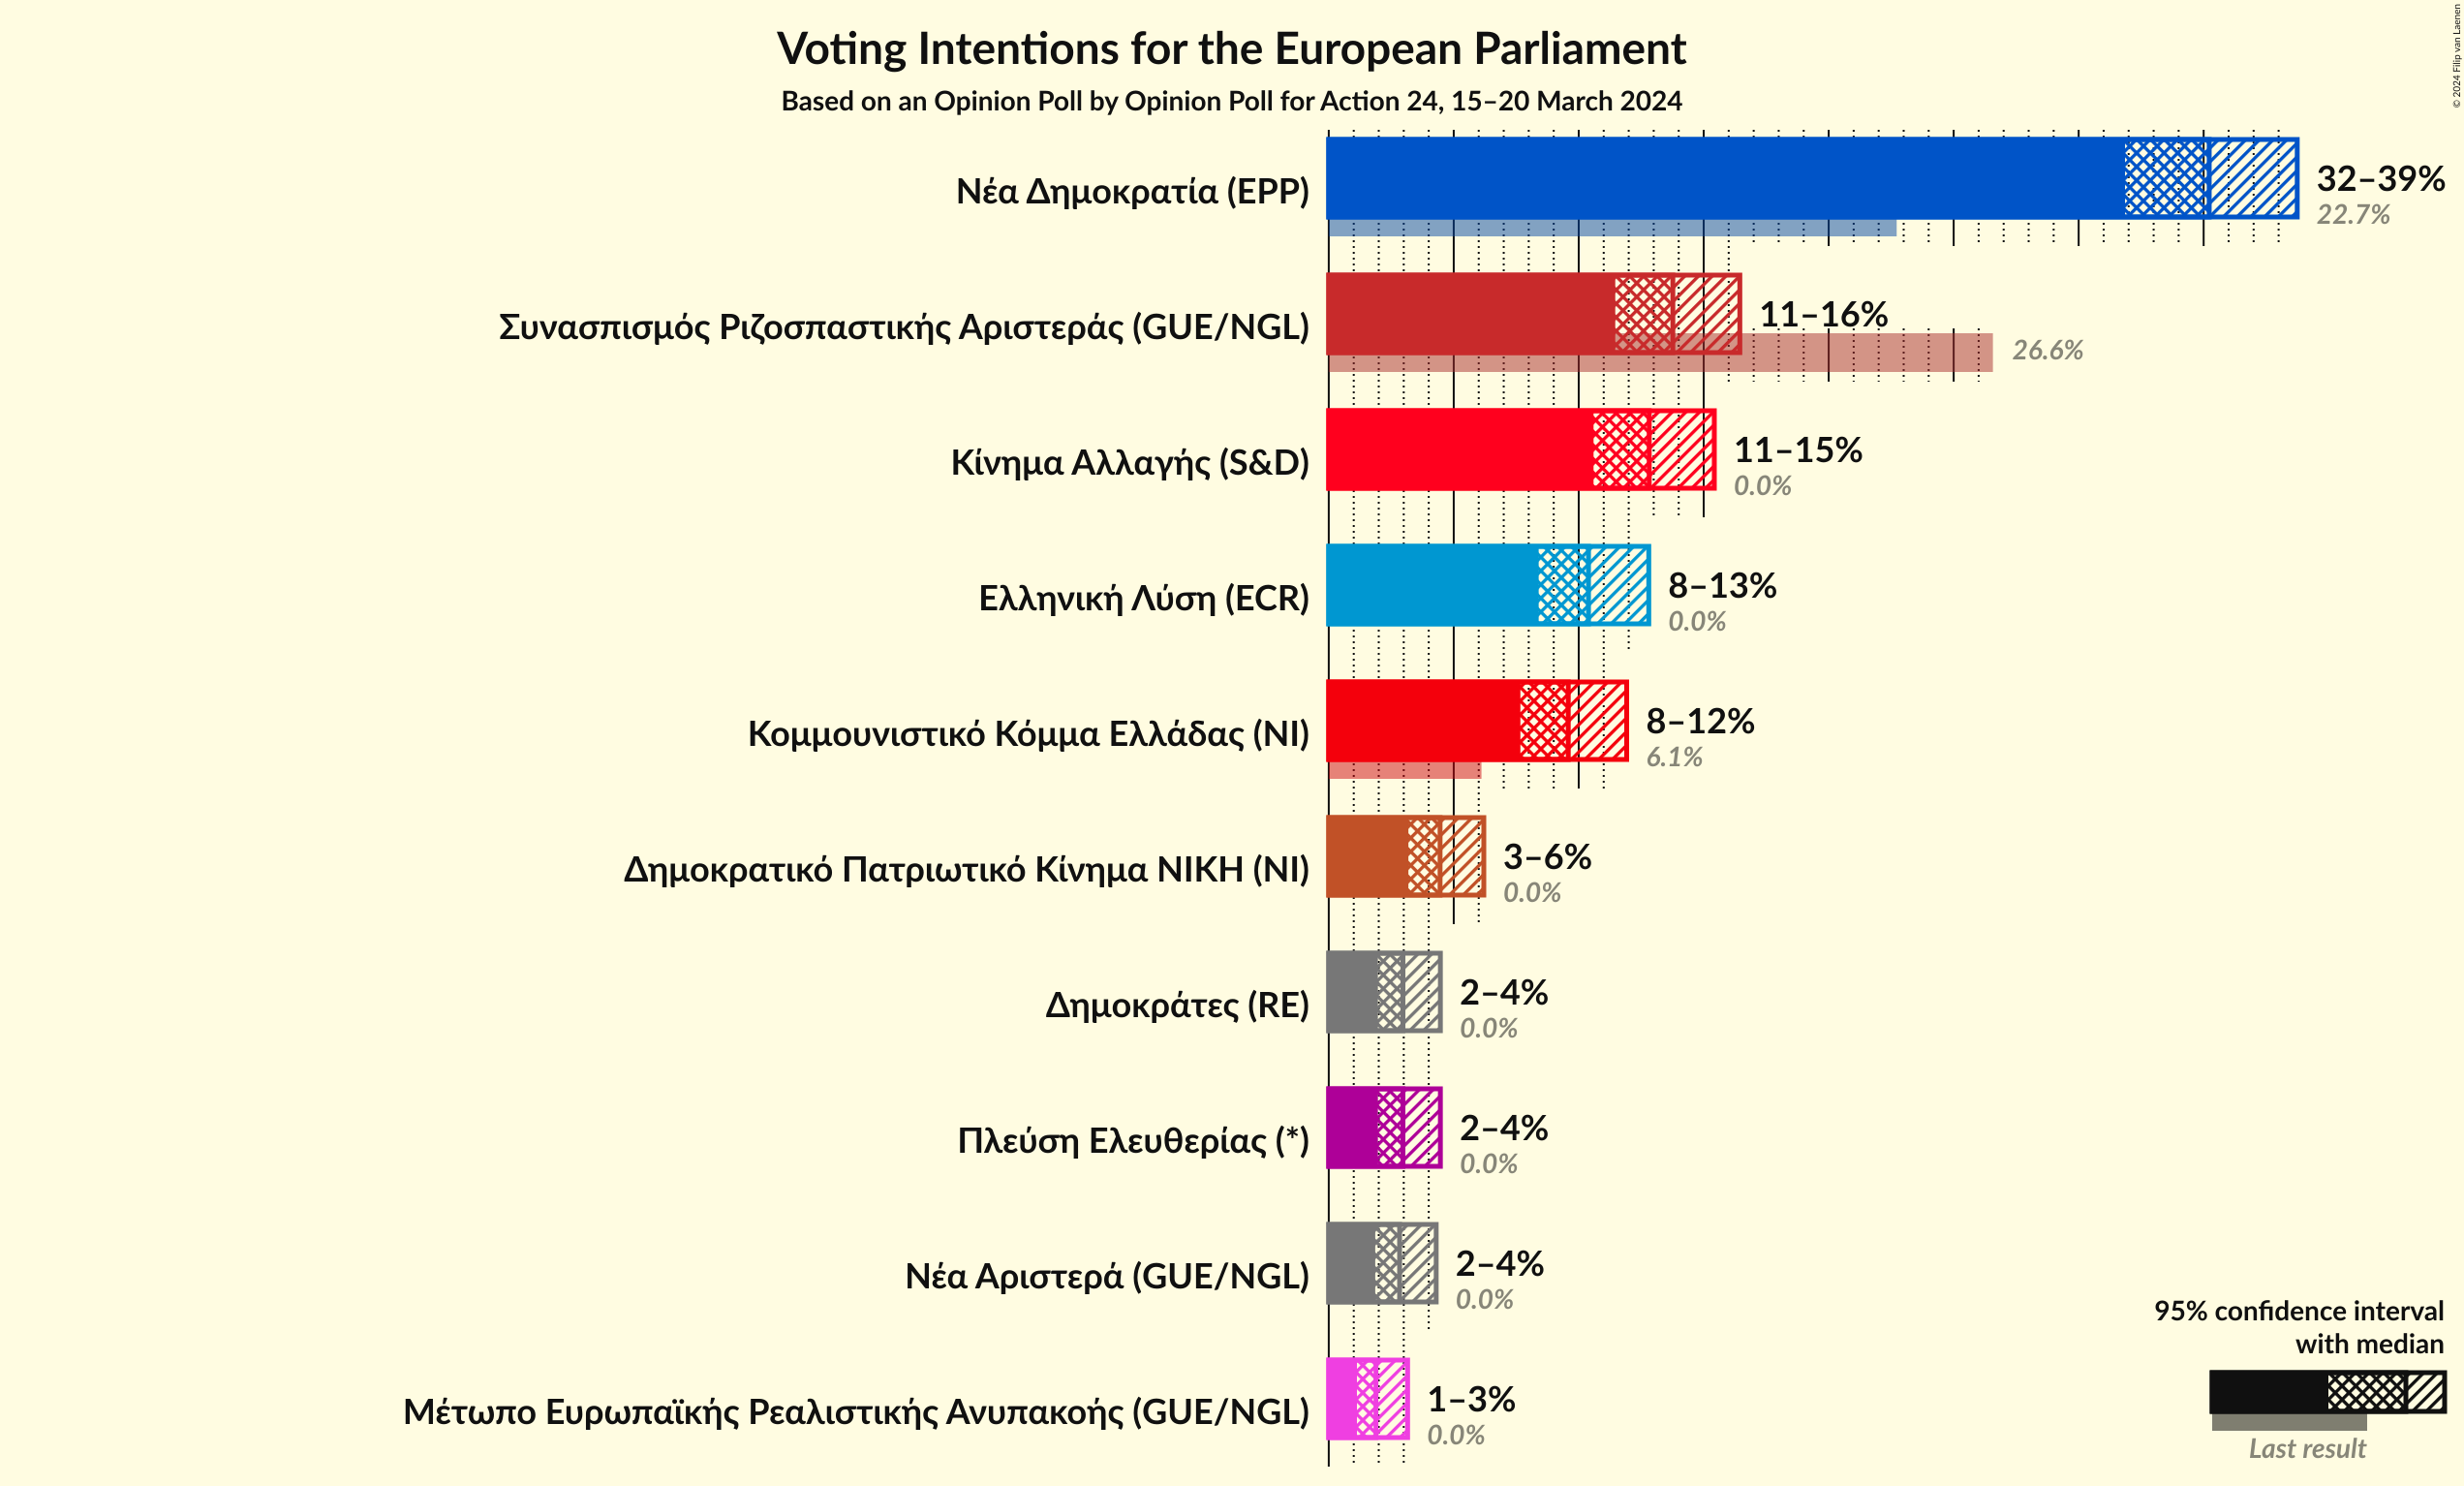 Voting Intentions for the European Parliament
Based on an Opinion Poll by Opinion Poll for Action 24, 15–20 March 2024
© 2024 Filip van Laenen
Νέα Δημοκρατία (EPP)
32–39%
22.7%
Συνασπισμός Ριζοσπαστικής Αριστεράς (GUE/NGL)
11–16%
26.6%
Κίνημα Αλλαγής (S&D)
11–15%
0.0%
Ελληνική Λύση (ECR)
8–13%
0.0%
Κομμουνιστικό Κόμμα Ελλάδας (NI)
8–12%
6.1%
Δημοκρατικό Πατριωτικό Κίνημα ΝΙΚΗ (NI)
3–6%
0.0%
Δημοκράτες (RE)
2–4%
0.0%
Πλεύση Ελευθερίας (*)
2–4%
0.0%
Νέα Αριστερά (GUE/NGL)
2–4%
0.0%
Μέτωπο Ευρωπαϊκής Ρεαλιστικής Ανυπακοής (GUE/NGL)
1–3%
0.0%
95% confidence interval
with median
Last result